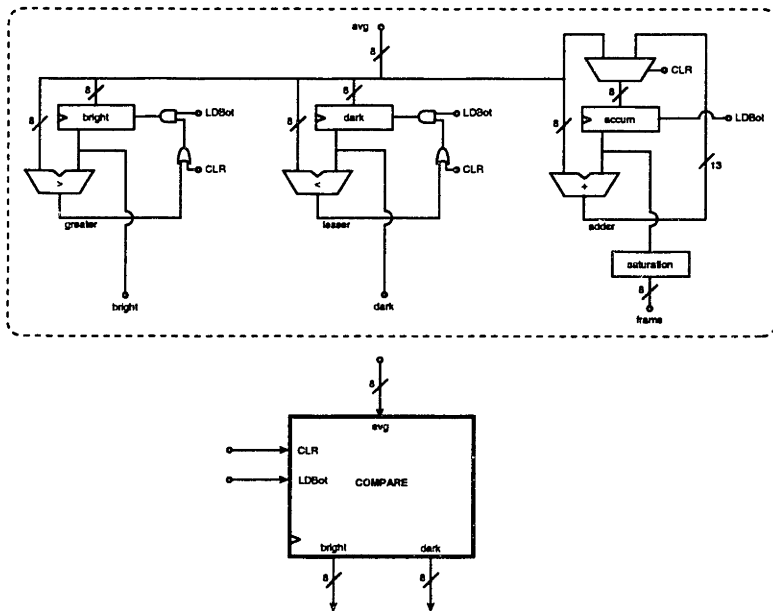 avg
8
CLR
8 8 8
bright LDBot dark LDBot accum LDBot
8 8 8
CLR CLR 13
> < +
greater lesser adder
saturation
8
bright dark frame
8
avg
CLR
LDBot COMPARE
bright dark
8 8